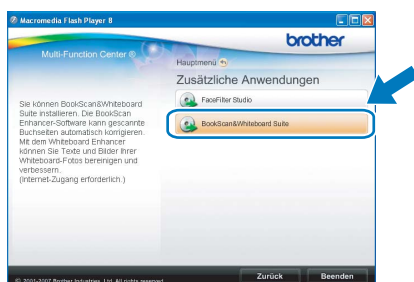 Macromedia Flash Player 8
brother
Multi-Function Center ®
Hauptmenü
Zusätzliche Anwendungen
FaceFilter Studio
BookScan&Whiteboard Suite
Sie können BookScan&Whiteboard
Suite installieren. Die BookScan
Enhancer-Software kann gescannte
Buchseiten automatisch korrigieren.
Mit dem Whiteboard Enhancer
können Sie Texte und Bilder Ihrer
Whiteboard-Fotos bereinigen und
verbessern.
(Internet-Zugang erforderlich.)
© 2001-2007 Brother Industries, Ltd. All rights reserved.
Zurück
Beenden